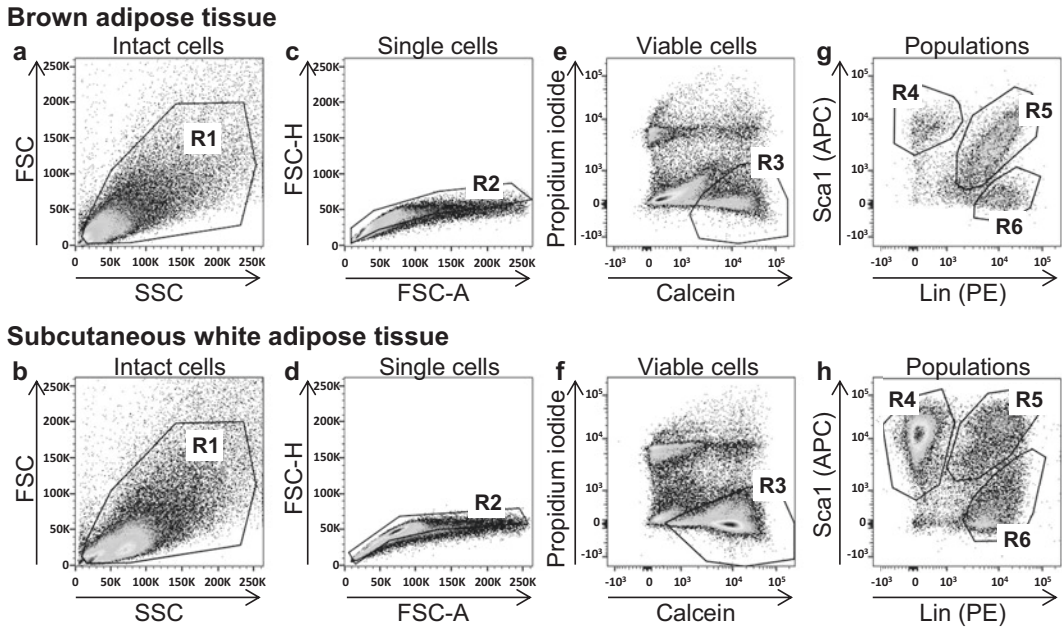 Brown adipose tissue
a Intact cells
250K
200K
150K
100K
50K
0
FSC
R1
0 50K 100K 150K 200K 250K
SSC
c Single cells
250K
200K
150K
100K
50K
0
FSC-H
R2
0 50K 100K 150K 200K 250K
FSC-A
e Viable cells
10⁵
10⁴
10³
0
-10³
Propidium iodide
R3
-10³ 0 10³ 10⁴ 10⁵
Calcein
g Populations
10⁵
10⁴
10³
0
-10³
Sca1 (APC)
R4
R5
R6
-10³ 0 10³ 10⁴ 10⁵
Lin (PE)
Subcutaneous white adipose tissue
b Intact cells
250K
200K
150K
100K
50K
0
FSC
R1
0 50K 100K 150K 200K 250K
SSC
d Single cells
250K
200K
150K
100K
50K
0
FSC-H
R2
0 50K 100K 150K 200K 250K
FSC-A
f Viable cells
10⁵
10⁴
10³
0
-10³
Propidium iodide
R3
-10³ 0 10³ 10⁴ 10⁵
Calcein
h Populations
10⁵
10⁴
10³
0
-10³
Sca1 (APC)
R4
R5
R6
-10³ 0 10³ 10⁴ 10⁵
Lin (PE)